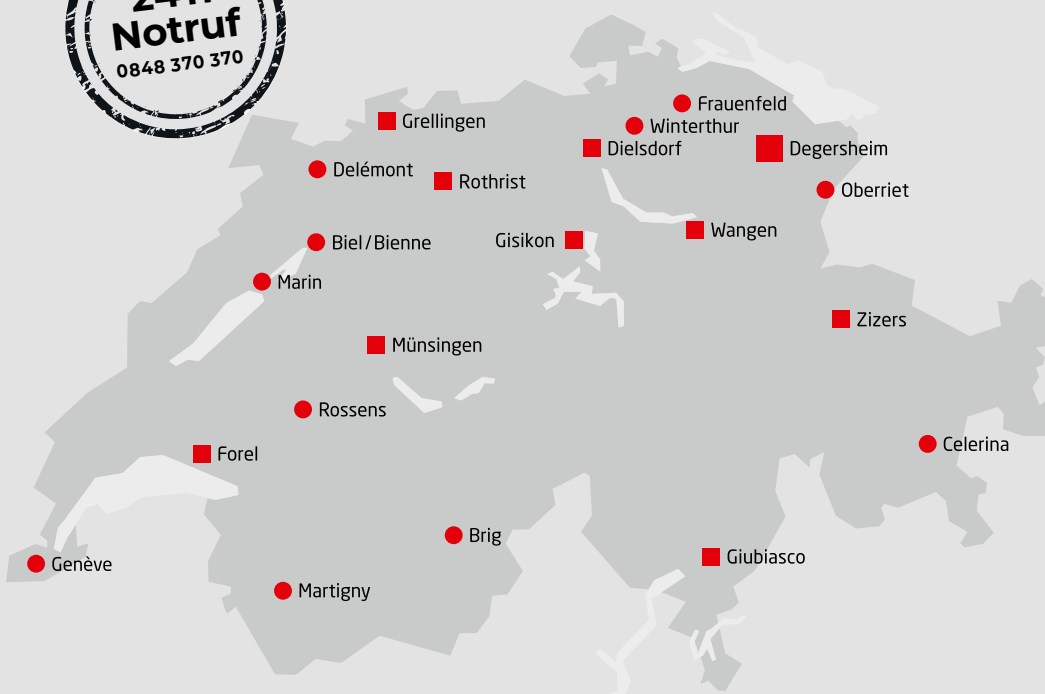 24h
Notruf
0848 370 370
Frauenfeld
Grellingen
Winterthur
Dielsdorf
Degersheim
Delémont
Rothrist
Oberriet
Wangen
Gisikon
Biel/Bienne
Marin
Zizers
Münsingen
Rossens
Celerina
Forel
Brig
Giubiasco
Genève
Martigny